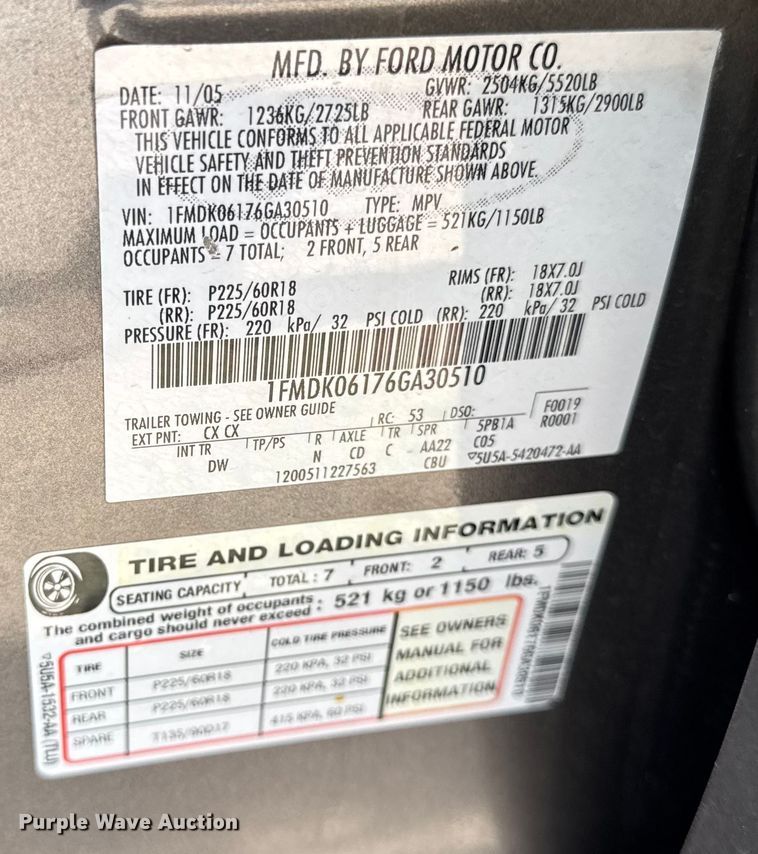 MFD. BY FORD MOTOR CO.
DATE: 11/05 GVWR: 2504KG/5520LB
FRONT GAWR: 1236KG/2725LB REAR GAWR: 1315KG/2900LB
THIS VEHICLE CONFORMS TO ALL APPLICABLE FEDERAL MOTOR
VEHICLE SAFETY AND THEFT PREVENTION STANDARDS
IN EFFECT ON THE DATE OF MANUFACTURE SHOWN ABOVE.
VIN: 1FMDK06176GA30510 TYPE: MPV
MAXIMUM LOAD = OCCUPANTS + LUGGAGE = 521KG/1150LB
OCCUPANTS = 7 TOTAL; 2 FRONT, 5 REAR
TIRE (FR): P225/60R18 RIMS (FR): 18X7.0J
(RR): P225/60R18 (RR): 18X7.0J
PRESSURE (FR): 220 kPa/ 32 PSI COLD (RR): 220 kPa/ 32 PSI COLD
1FMDK06176GA30510
TRAILER TOWING - SEE OWNER GUIDE
EXT PNT: CX CX RC: 53 DSO: F0019
INT TR TP/PS R AXLE TR SPR 5PB1A R0001
DW N CD C - AA22 C05
1200511227563 CBU ▽5U5A-5420472-AA
TIRE AND LOADING INFORMATION
SEATING CAPACITY TOTAL : 7 FRONT: 2 REAR: 5
The combined weight of occupants
and cargo should never exceed : 521 kg or 1150 lbs.
TIRE SIZE COLD TIRE PRESSURE
FRONT P225/60R18 220 KPA, 32 PSI
REAR P225/60R18 220 KPA, 32 PSI
SPARE T135/90D17 415 KPA, 60 PSI
SEE OWNERS
MANUAL FOR
ADDITIONAL
INFORMATION
▽5U5A-1532-AA (TLU)
1FMDK06176GA30510
Purple Wave Auction